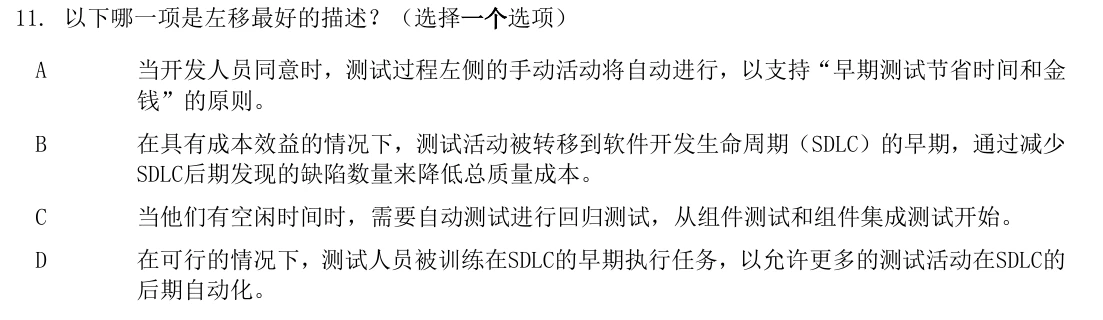 11. 以下哪一项是左移最好的描述？（选择一个选项）
A 当开发人员同意时，测试过程左侧的手动活动将自动进行，以支持“早期测试节省时间和金
钱”的原则。
B 在具有成本效益的情况下，测试活动被转移到软件开发生命周期（SDLC）的早期，通过减少
SDLC后期发现的缺陷数量来降低总质量成本。
C 当他们有空闲时间时，需要自动测试进行回归测试，从组件测试和组件集成测试开始。
D 在可行的情况下，测试人员被训练在SDLC的早期执行任务，以允许更多的测试活动在SDLC的
后期自动化。